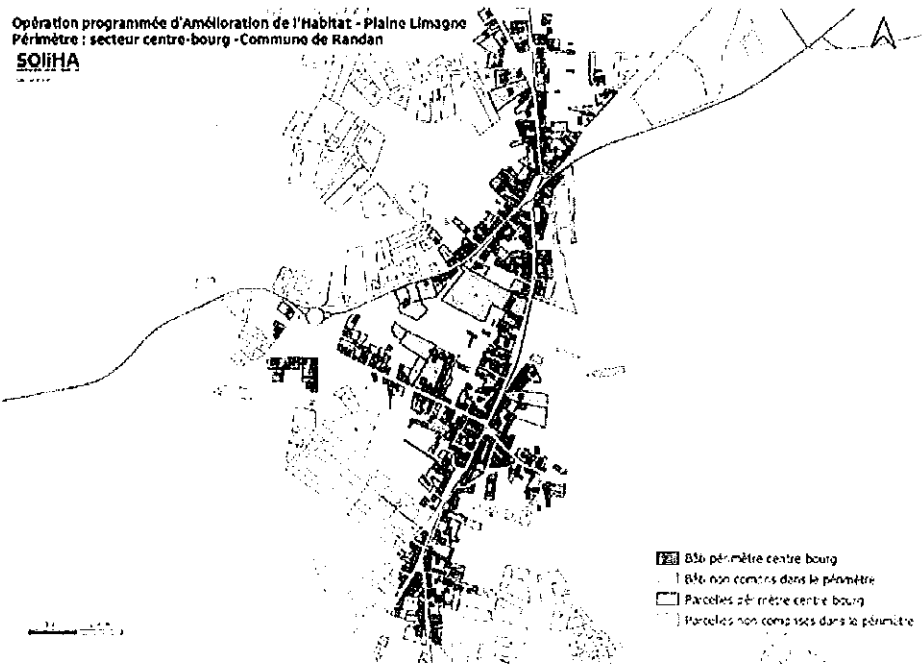 Opération programmée d'Amélioration de l'Habitat - Plaine Limagne
Périmètre : secteur centre-bourg - Commune de Randan
SOliHA
Bâti périmètre centre bourg
Bâti non compris dans le périmètre
Parcelles périmètre centre bourg
Parcelles non comprises dans le périmètre